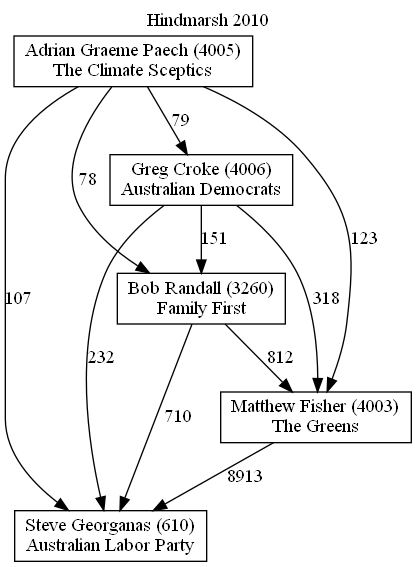 Hindmarsh 2010
Adrian Graeme Paech (4005)
The Climate Sceptics
79
Greg Croke (4006)
Australian Democrats
78
151
123
107
Bob Randall (3260)
Family First
318
232
812
710
Matthew Fisher (4003)
The Greens
8913
Steve Georganas (610)
Australian Labor Party